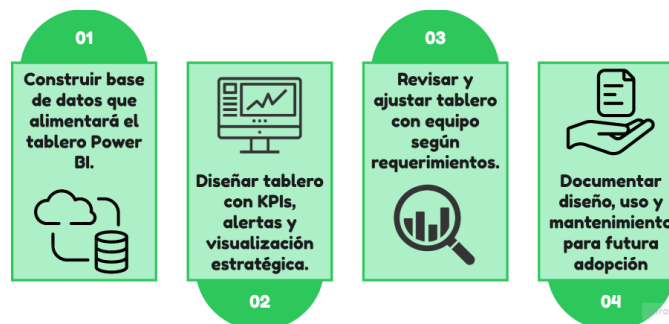 01
Construir base
de datos que
alimentará el
tablero Power
BI.
Diseñar tablero
con KPIs,
alertas y
visualización
estratégica.
02
03
Revisar y
ajustar tablero
con equipo
según
requerimientos.
Documentar
diseño, uso y
mantenimiento
para futura
adopción
04